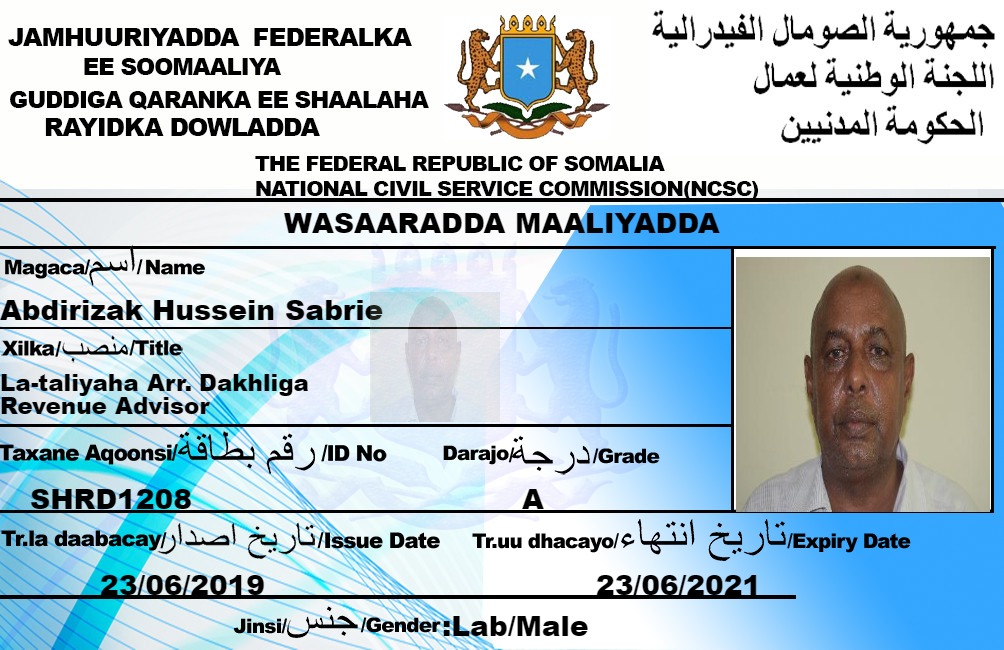 JAMHUURIYADDA FEDERALKA
EE SOOMAALIYA
GUDDIGA QARANKA EE SHAALAHA
RAYIDKA DOWLADDA
جمهورية الصومال الفيدرالية
اللجنة الوطنية لعمال
الحكومة المدنيين
THE FEDERAL REPUBLIC OF SOMALIA
NATIONAL CIVIL SERVICE COMMISSION(NCSC)
WASAARADDA MAALIYADDA
Magaca/اسم/Name
Abdirizak Hussein Sabrie
Xilka/منصب/Title
La-taliyaha Arr. Dakhliga
Revenue Advisor
Taxane Aqoonsi/رقم بطاقة/ID No
Darajo/درجة/Grade
SHRD1208
A
Tr.la daabacay/تاريخ اصدار/Issue Date
Tr.uu dhacayo/تاريخ انتهاء/Expiry Date
23/06/2019
23/06/2021
Jinsi/جنس/Gender:Lab/Male